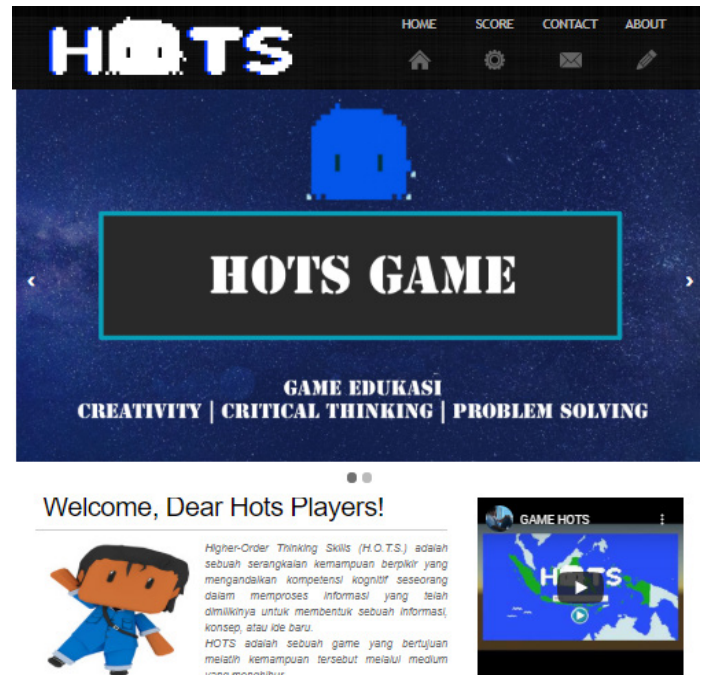 HOTS
HOME SCORE CONTACT ABOUT
HOTS GAME
GAME EDUKASI
CREATIVITY | CRITICAL THINKING | PROBLEM SOLVING
Welcome, Dear Hots Players!
Higher-Order Thinking Skills (H.O.T.S.) adalah
sebuah serangkaian kemampuan berpikir yang
mengandalkan kompetensi kognitif seseorang
dalam memproses informasi yang telah
dimilikinya untuk membentuk sebuah informasi,
konsep, atau ide baru.
HOTS adalah sebuah game yang bertujuan
melatih kemampuan tersebut melalui medium
yang menghibur.
GAME HOTS
HOTS